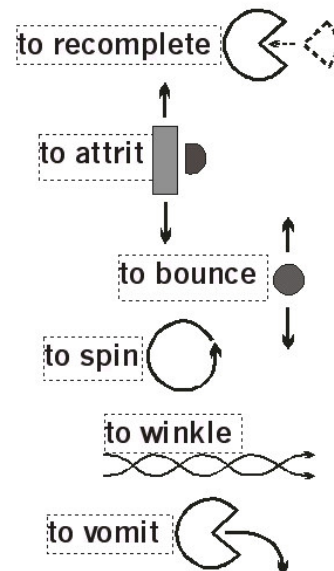 to recomplete
to attrit
to bounce
to spin
to winkle
to vomit